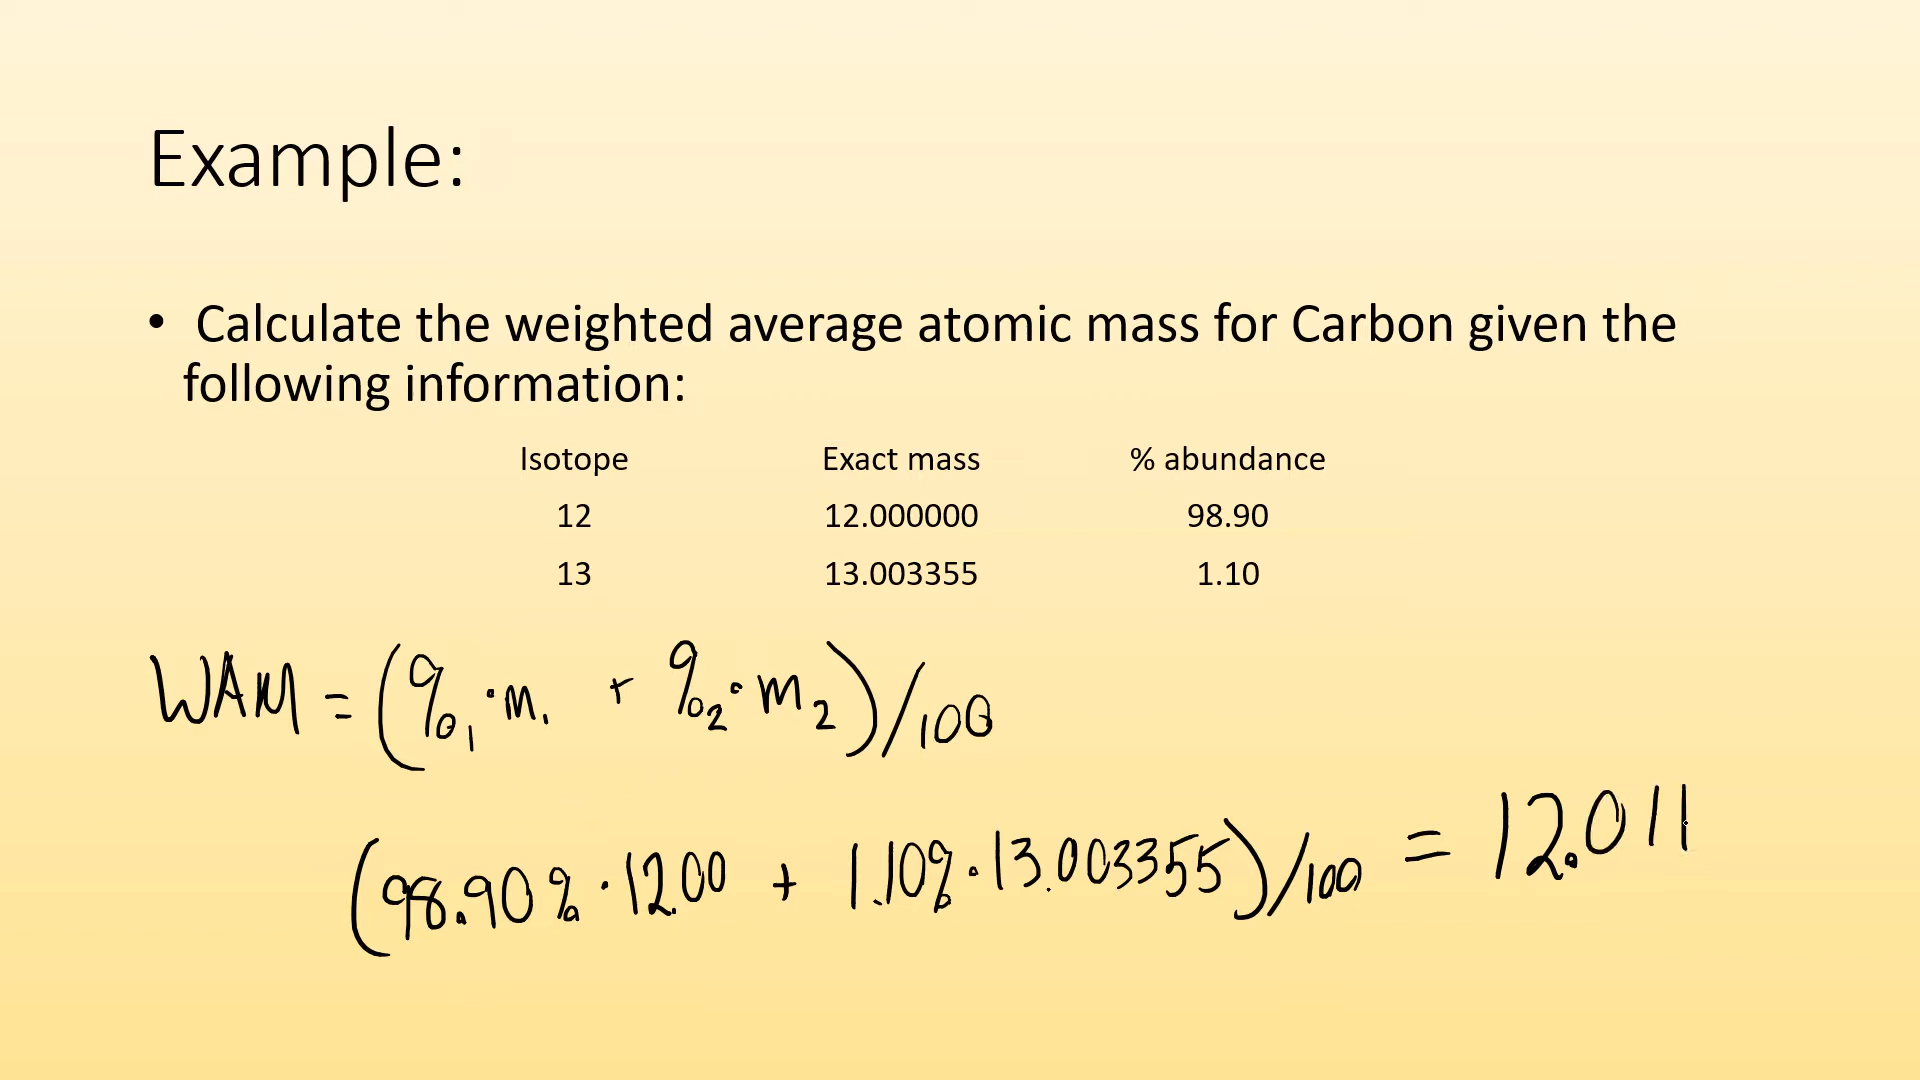 Example:
• Calculate the weighted average atomic mass for Carbon given the
following information:
Isotope Exact mass % abundance
12 12.000000 98.90
13 13.003355 1.10
WAM = (%₁·m₁ + %₂·m₂)/100
(98.90%·12.00 + 1.10%·13.003355)/100 = 12.011